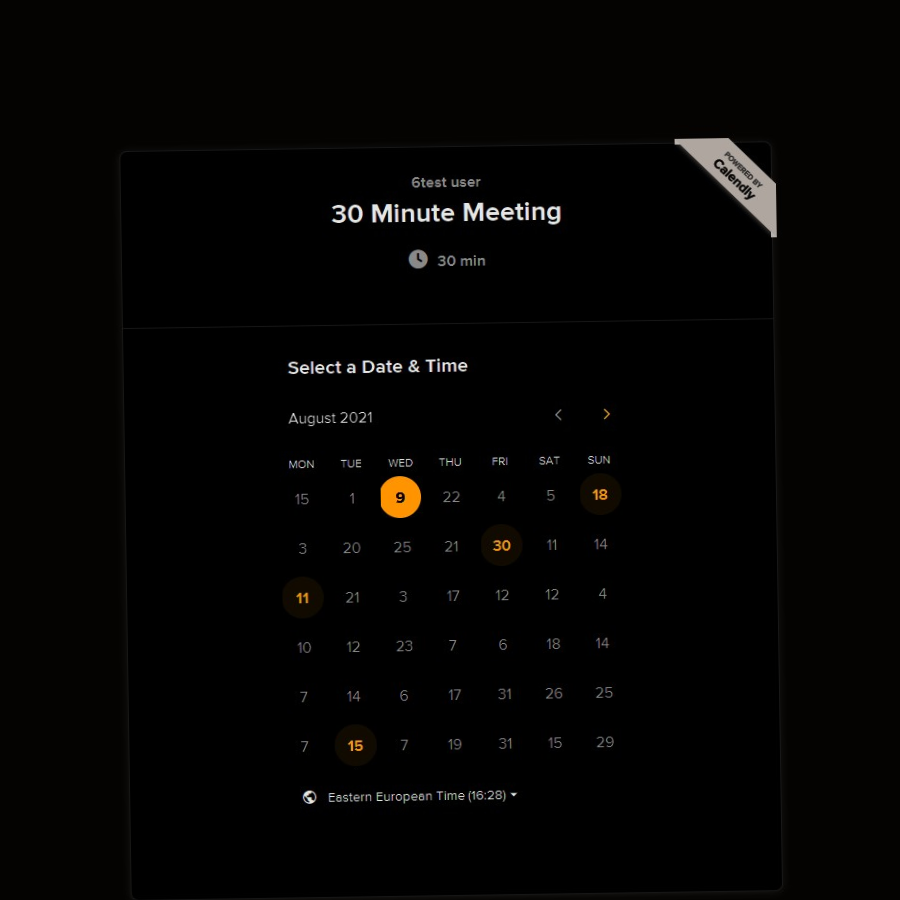 POWERED BY
Calendly
6test user
30 Minute Meeting
30 min
Select a Date & Time
August 2021
MON TUE WED THU FRI SAT SUN
15 1 9 22 4 5 18
3 20 25 21 30 11 14
11 21 3 17 12 12 4
10 12 23 7 6 18 14
7 14 6 17 31 26 25
7 15 7 19 31 15 29
Eastern European Time (16:28)